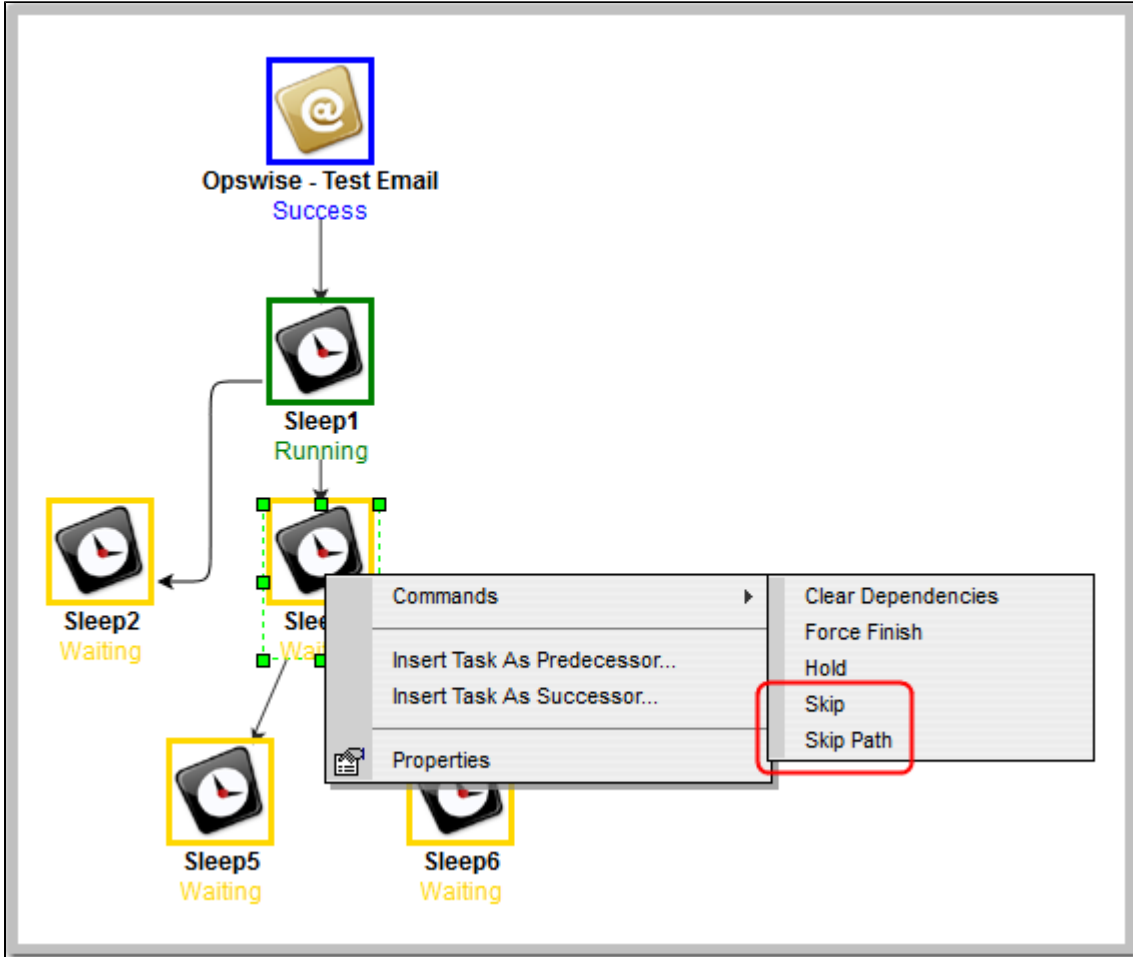 @
Opswise - Test Email
Success
Sleep1
Running
Sleep2
Waiting
Commands
Insert Task As Predecessor...
Insert Task As Successor...
Properties
Clear Dependencies
Force Finish
Hold
Skip
Skip Path
Sleep5
Waiting
Sleep6
Waiting